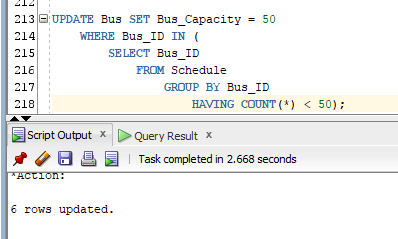 212
213 UPDATE Bus SET Bus_Capacity = 50
214 WHERE Bus_ID IN (
215 SELECT Bus_ID
216 FROM Schedule
217 GROUP BY Bus_ID
218 HAVING COUNT(*) < 50);
Script Output x Query Result x
Task completed in 2.668 seconds
*Action:
6 rows updated.